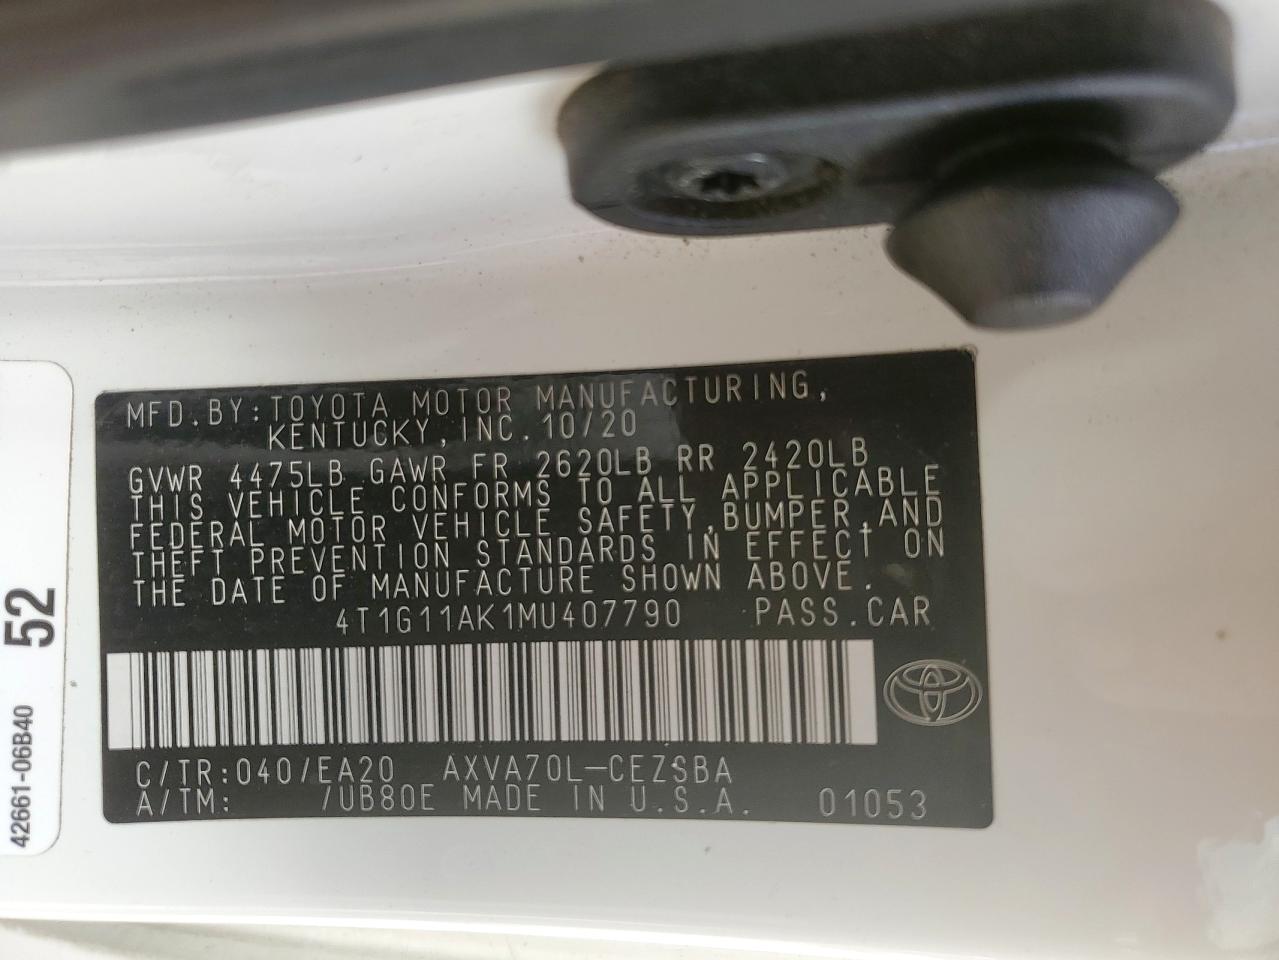 MFD.BY:TOYOTA MOTOR MANUFACTURING,
KENTUCKY,INC.10/20
GVWR 4475LB GAWR FR 2620LB RR 2420LB
THIS VEHICLE CONFORMS TO ALL APPLICABLE
FEDERAL MOTOR VEHICLE SAFETY,BUMPER,AND
THEFT PREVENTION STANDARDS IN EFFECT ON
THE DATE OF MANUFACTURE SHOWN ABOVE.
4T1G11AK1MU407790 PASS.CAR
C/TR:040/EA20 AXVA70L-CEZSBA
A/TM: /UB80E MADE IN U.S.A. 01053
52
42661-06B40